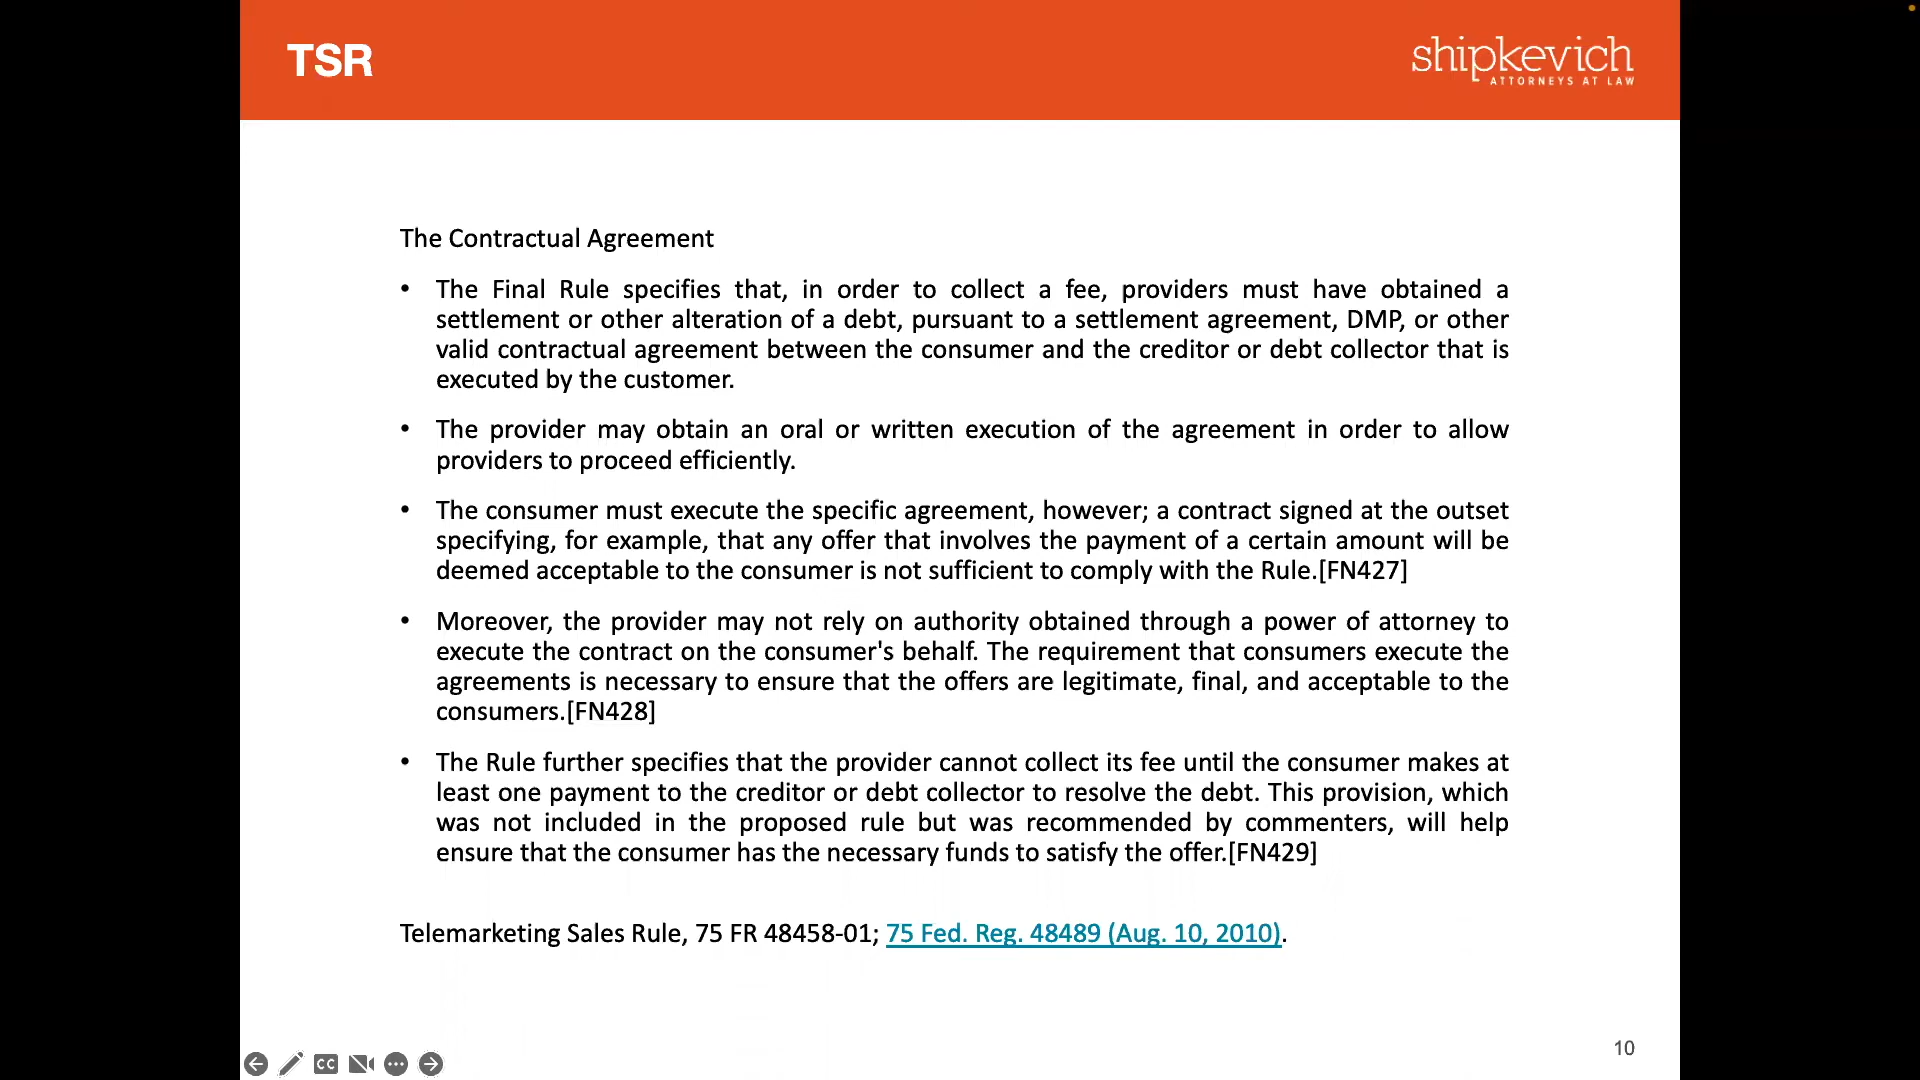 TSR
shipkevich
ATTORNEYS AT LAW
The Contractual Agreement
• The Final Rule specifies that, in order to collect a fee, providers must have obtained a
settlement or other alteration of a debt, pursuant to a settlement agreement, DMP, or other
valid contractual agreement between the consumer and the creditor or debt collector that is
executed by the customer.
• The provider may obtain an oral or written execution of the agreement in order to allow
providers to proceed efficiently.
• The consumer must execute the specific agreement, however; a contract signed at the outset
specifying, for example, that any offer that involves the payment of a certain amount will be
deemed acceptable to the consumer is not sufficient to comply with the Rule.[FN427]
• Moreover, the provider may not rely on authority obtained through a power of attorney to
execute the contract on the consumer's behalf. The requirement that consumers execute the
agreements is necessary to ensure that the offers are legitimate, final, and acceptable to the
consumers.[FN428]
• The Rule further specifies that the provider cannot collect its fee until the consumer makes at
least one payment to the creditor or debt collector to resolve the debt. This provision, which
was not included in the proposed rule but was recommended by commenters, will help
ensure that the consumer has the necessary funds to satisfy the offer.[FN429]
Telemarketing Sales Rule, 75 FR 48458-01; 75 Fed. Reg. 48489 (Aug. 10, 2010).
10
CC